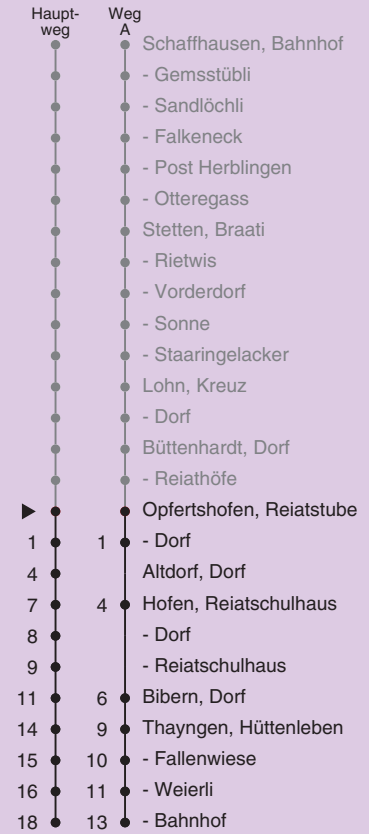 Haupt- Weg
weg A
Schaffhausen, Bahnhof
- Gemsstübli
- Sandlöchli
- Falkeneck
- Post Herblingen
- Otteregass
Stetten, Braati
- Rietwis
- Vorderdorf
- Sonne
- Staaringelacker
Lohn, Kreuz
- Dorf
Büttenhardt, Dorf
- Reiathöfe
Opfertshofen, Reiatstube
1 1 - Dorf
4 Altdorf, Dorf
7 4 Hofen, Reiatschulhaus
8 - Dorf
9 - Reiatschulhaus
11 6 Bibern, Dorf
14 9 Thayngen, Hüttenleben
15 10 - Fallenwiese
16 11 - Weierli
18 13 - Bahnhof